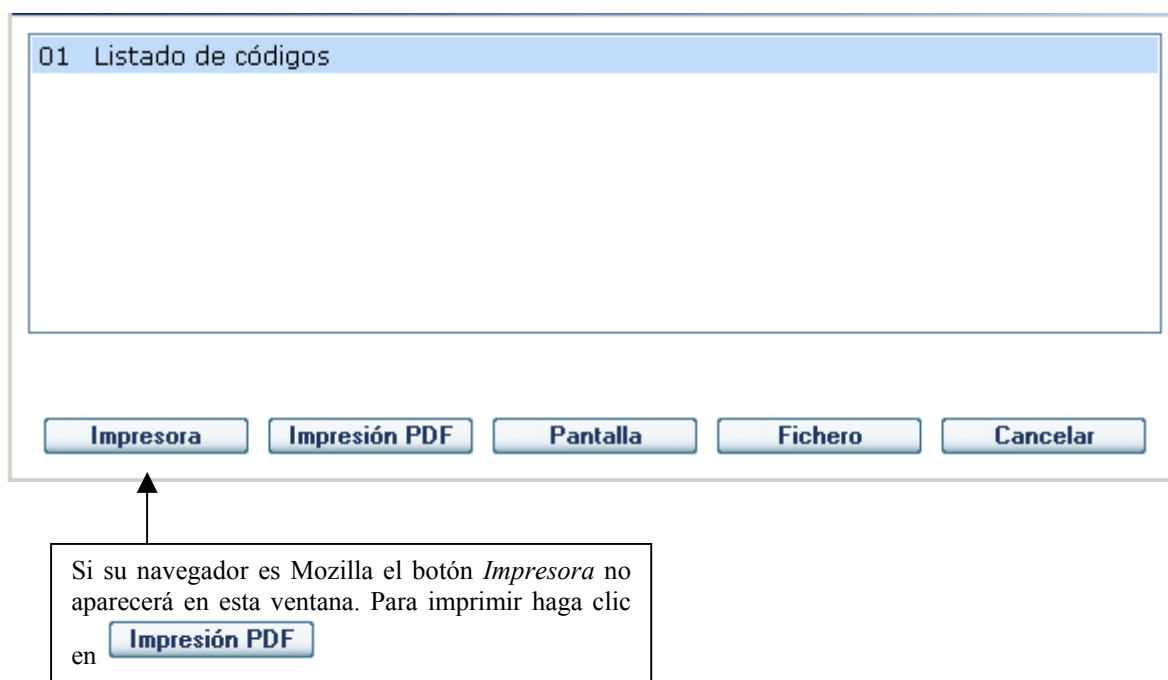 01 Listado de códigos
Impresora Impresión PDF Pantalla Fichero Cancelar
Si su navegador es Mozilla el botón Impresora no
aparecerá en esta ventana. Para imprimir haga clic
en Impresión PDF